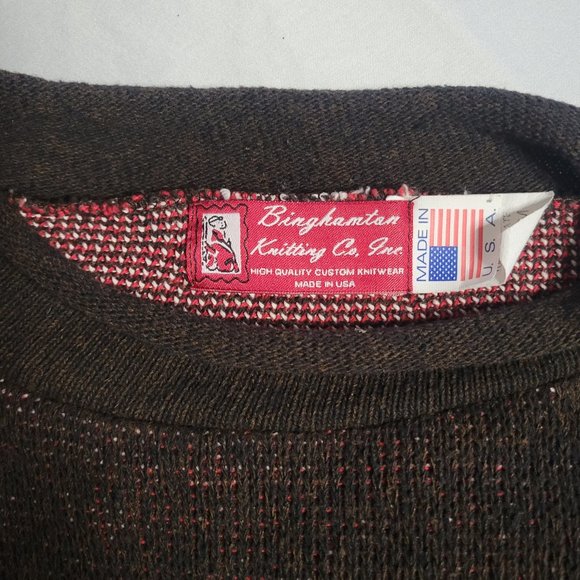 Binghamton
Knitting Co, Inc.
HIGH QUALITY CUSTOM KNITWEAR
MADE IN USA
MADE IN
U. S. A.